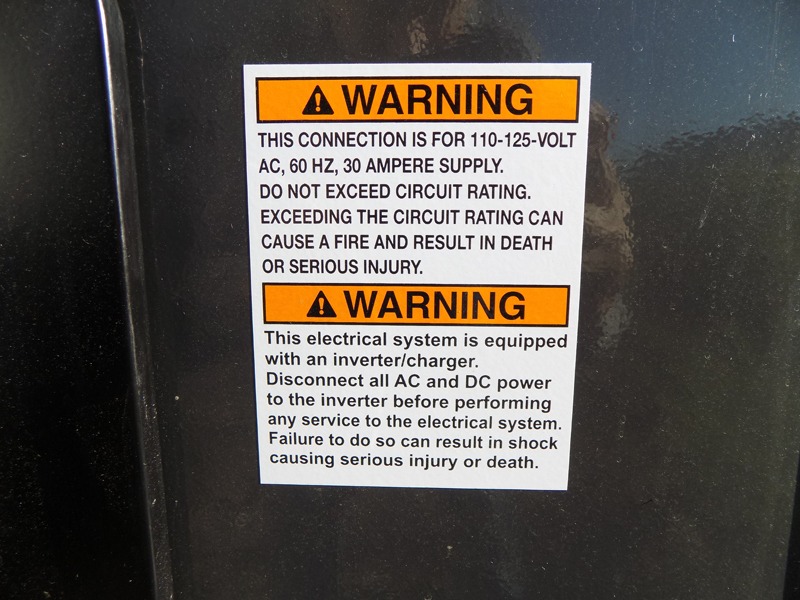 WARNING
THIS CONNECTION IS FOR 110-125-VOLT
AC, 60 HZ, 30 AMPERE SUPPLY.
DO NOT EXCEED CIRCUIT RATING.
EXCEEDING THE CIRCUIT RATING CAN
CAUSE A FIRE AND RESULT IN DEATH
OR SERIOUS INJURY.
WARNING
This electrical system is equipped
with an inverter/charger.
Disconnect all AC and DC power
to the inverter before performing
any service to the electrical system.
Failure to do so can result in shock
causing serious injury or death.